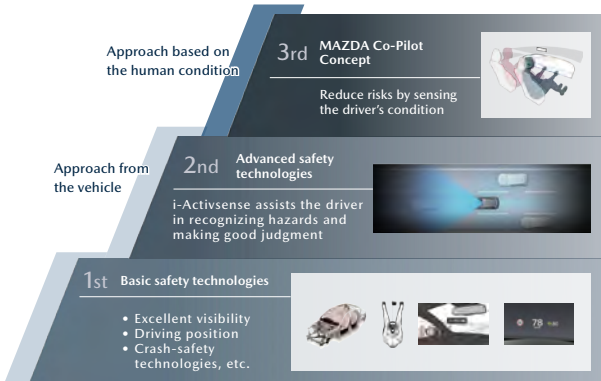 Approach based on
the human condition
3rd
MAZDA Co-Pilot
Concept
Reduce risks by sensing
the driver's condition
Approach from
the vehicle
2nd
Advanced safety
technologies
i-Activsense assists the driver
in recognizing hazards and
making good judgment
1st
Basic safety technologies
• Excellent visibility
• Driving position
• Crash-safety
technologies, etc.
78